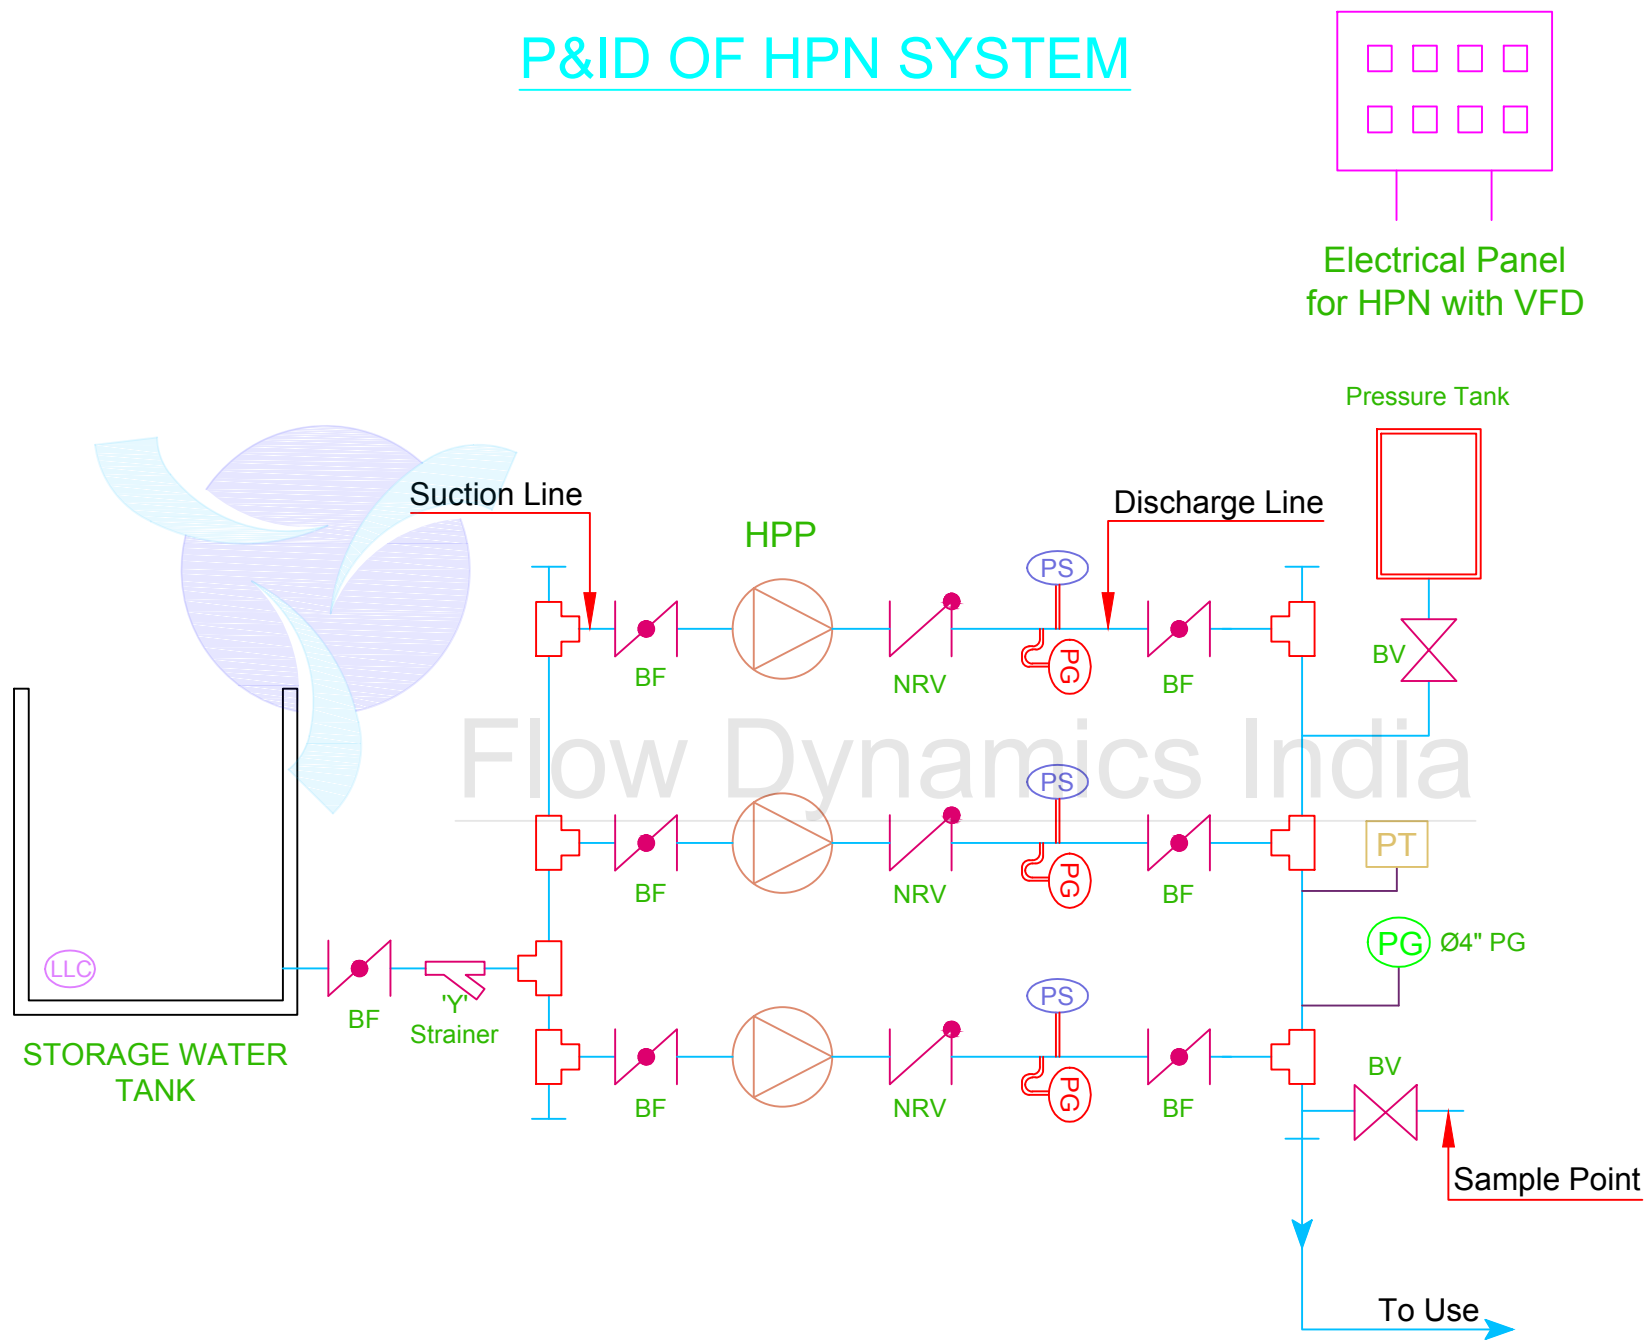 P&ID OF HPN SYSTEM
Electrical Panel
for HPN with VFD
Pressure Tank
Suction Line
Discharge Line
HPP
PS
BF
NRV
PG
BF
BV
Flow Dynamics India
PS
PT
BF
NRV
PG
BF
PG
Ø4" PG
LLC
BF
'Y'
Strainer
PS
STORAGE WATER
TANK
BF
NRV
PG
BF
BV
Sample Point
To Use